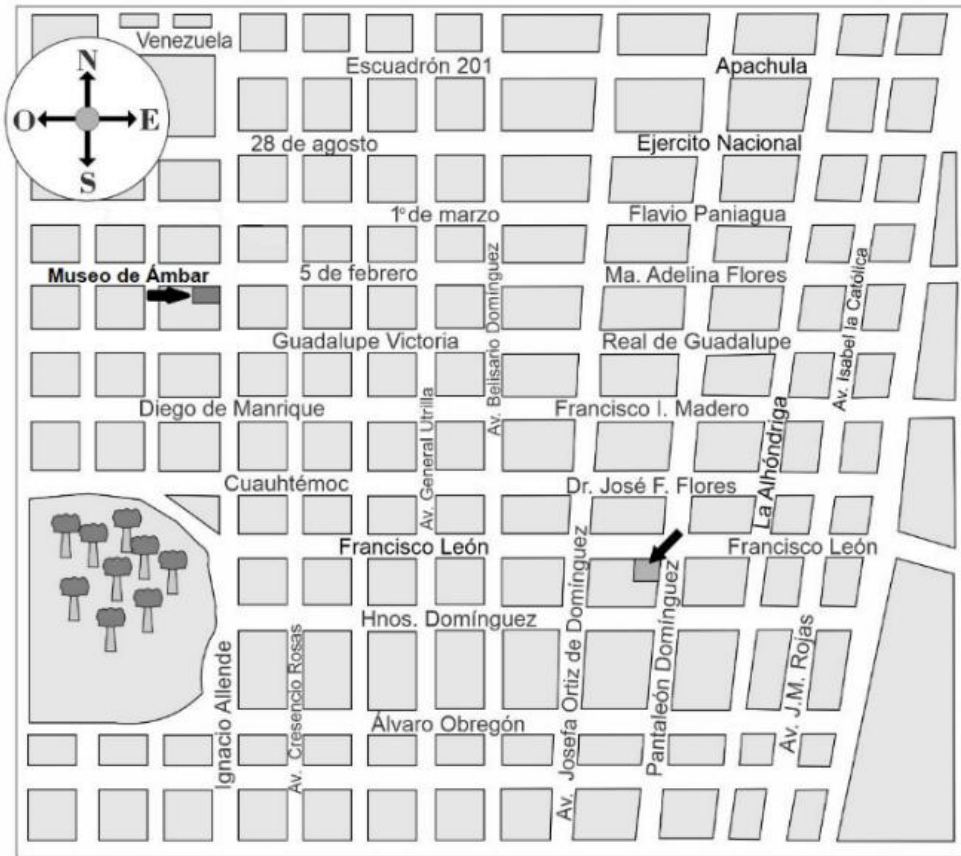 Venezuela
Escuadrón 201
Apachula
N
O
E
S
28 de agosto
Ejercito Nacional
1º de marzo
Flavio Paniagua
Museo de Ámbar
5 de febrero
Ma. Adelina Flores
Guadalupe Victoria
Real de Guadalupe
Av. Belisario Domínguez
Av. Isabel la Católica
Diego de Manrique
Francisco I. Madero
Av. General Utrilla
La Alhóndriga
Cuauhtémoc
Dr. José F. Flores
Francisco León
Francisco León
Hnos. Domínguez
Av. Josefa Ortiz de Domínguez
Pantaleón Domínguez
Av. J.M. Rojas
Ignacio Allende
Av. Cresencio Rosas
Álvaro Obregón